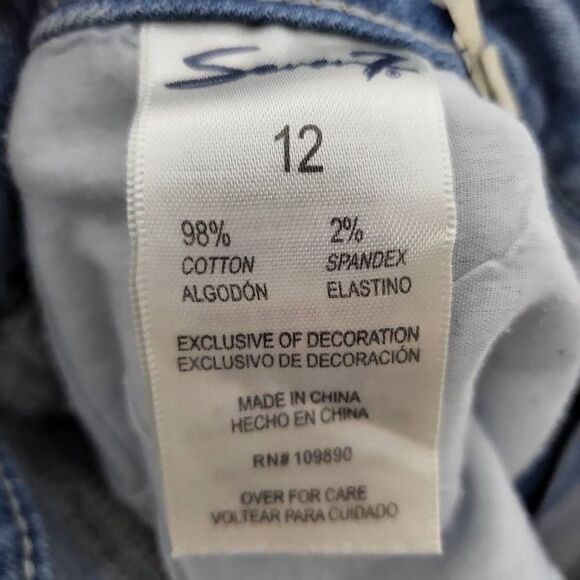 Seven7®
12
98% 2%
COTTON SPANDEX
ALGODÓN ELASTINO
EXCLUSIVE OF DECORATION
EXCLUSIVO DE DECORACIÓN
MADE IN CHINA
HECHO EN CHINA
RN# 109890
OVER FOR CARE
VOLTEAR PARA CUIDADO